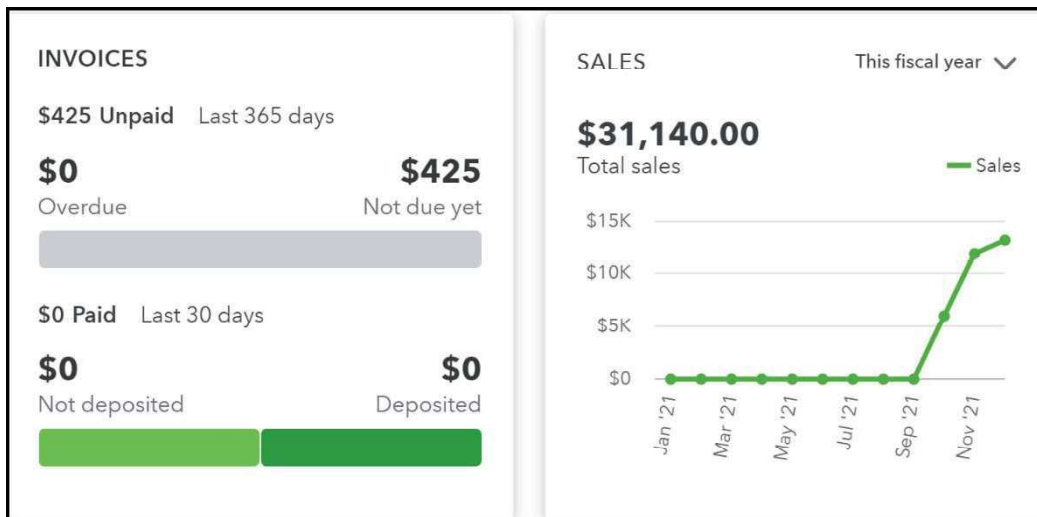 INVOICES
$425 Unpaid Last 365 days
$0 $425
Overdue Not due yet
$0 Paid Last 30 days
$0 $0
Not deposited Deposited
SALES This fiscal year
$31,140.00
Total sales Sales
$15K
$10K
$5K
$0
Jan '21 Mar '21 May '21 Jul '21 Sep '21 Nov '21